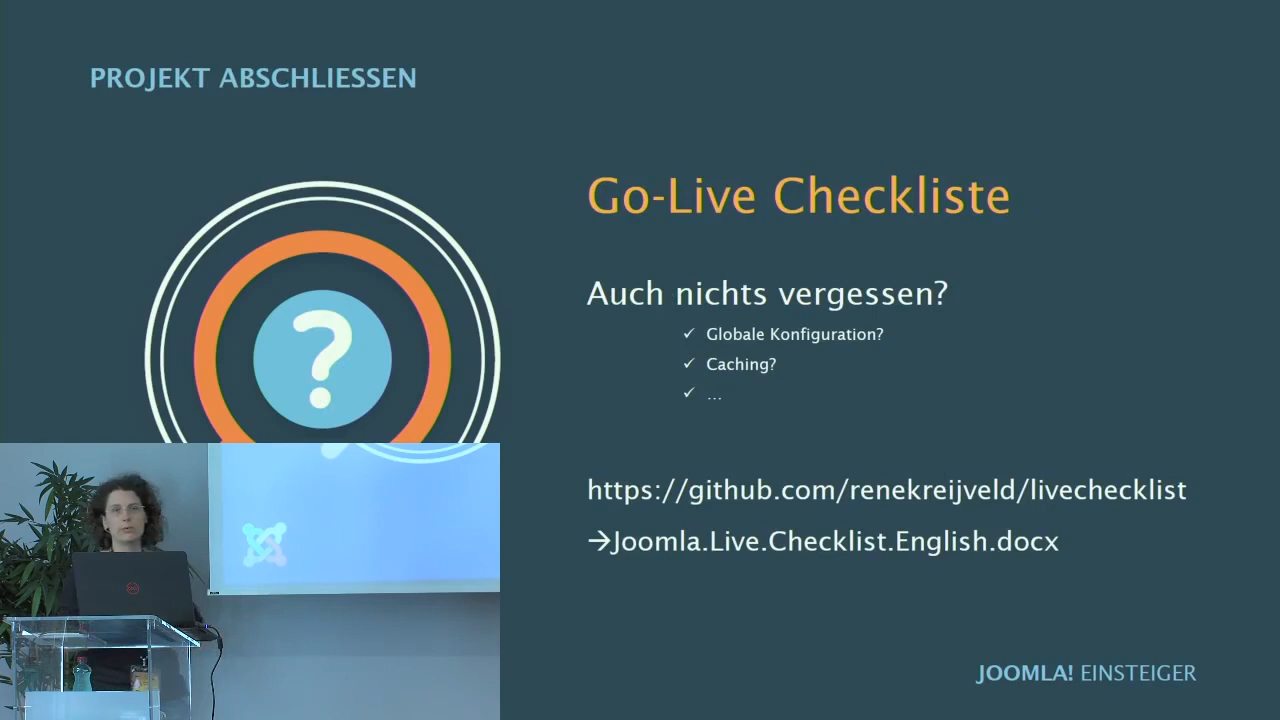 PROJEKT ABSCHLIESSEN
Go-Live Checkliste
Auch nichts vergessen?
✓ Globale Konfiguration?
✓ Caching?
✓ ...
https://github.com/renekreijveld/livechecklist
→Joomla.Live.Checklist.English.docx
JOOMLA! EINSTEIGER
?